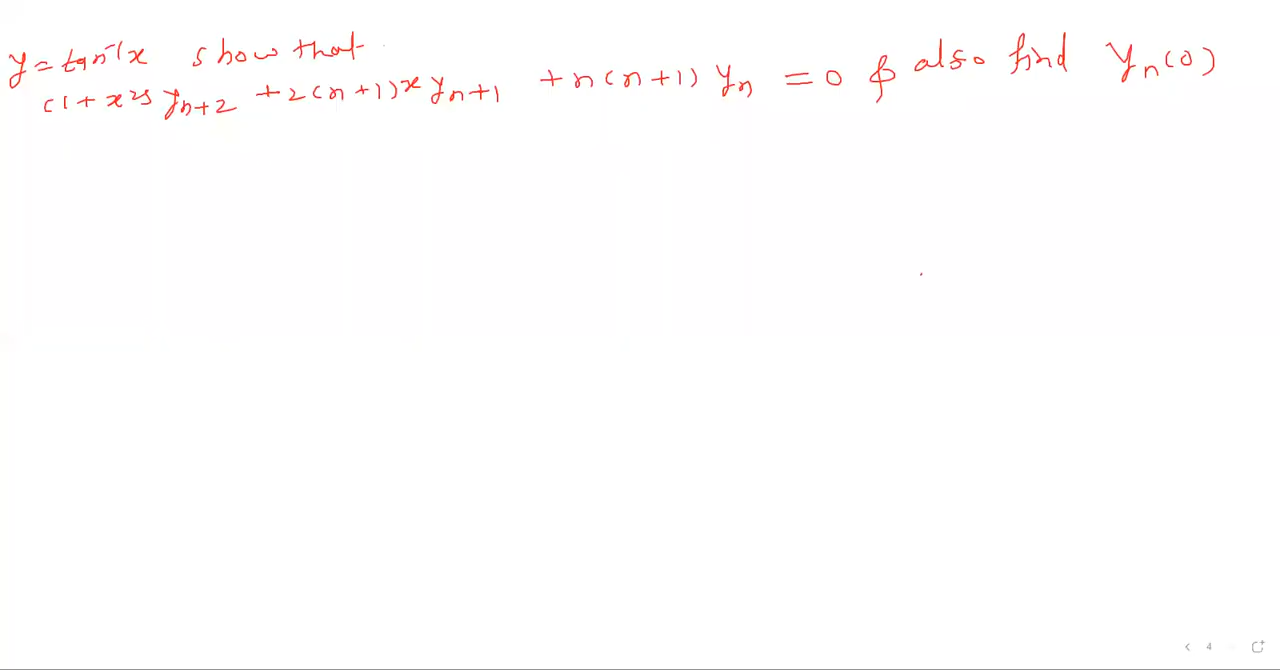 y = tan⁻¹x show that
(1+x²) yₙ₊₂ + 2(n+1)x yₙ₊₁ + n(n+1) yₙ = 0 & also find yₙ(0)
< 4